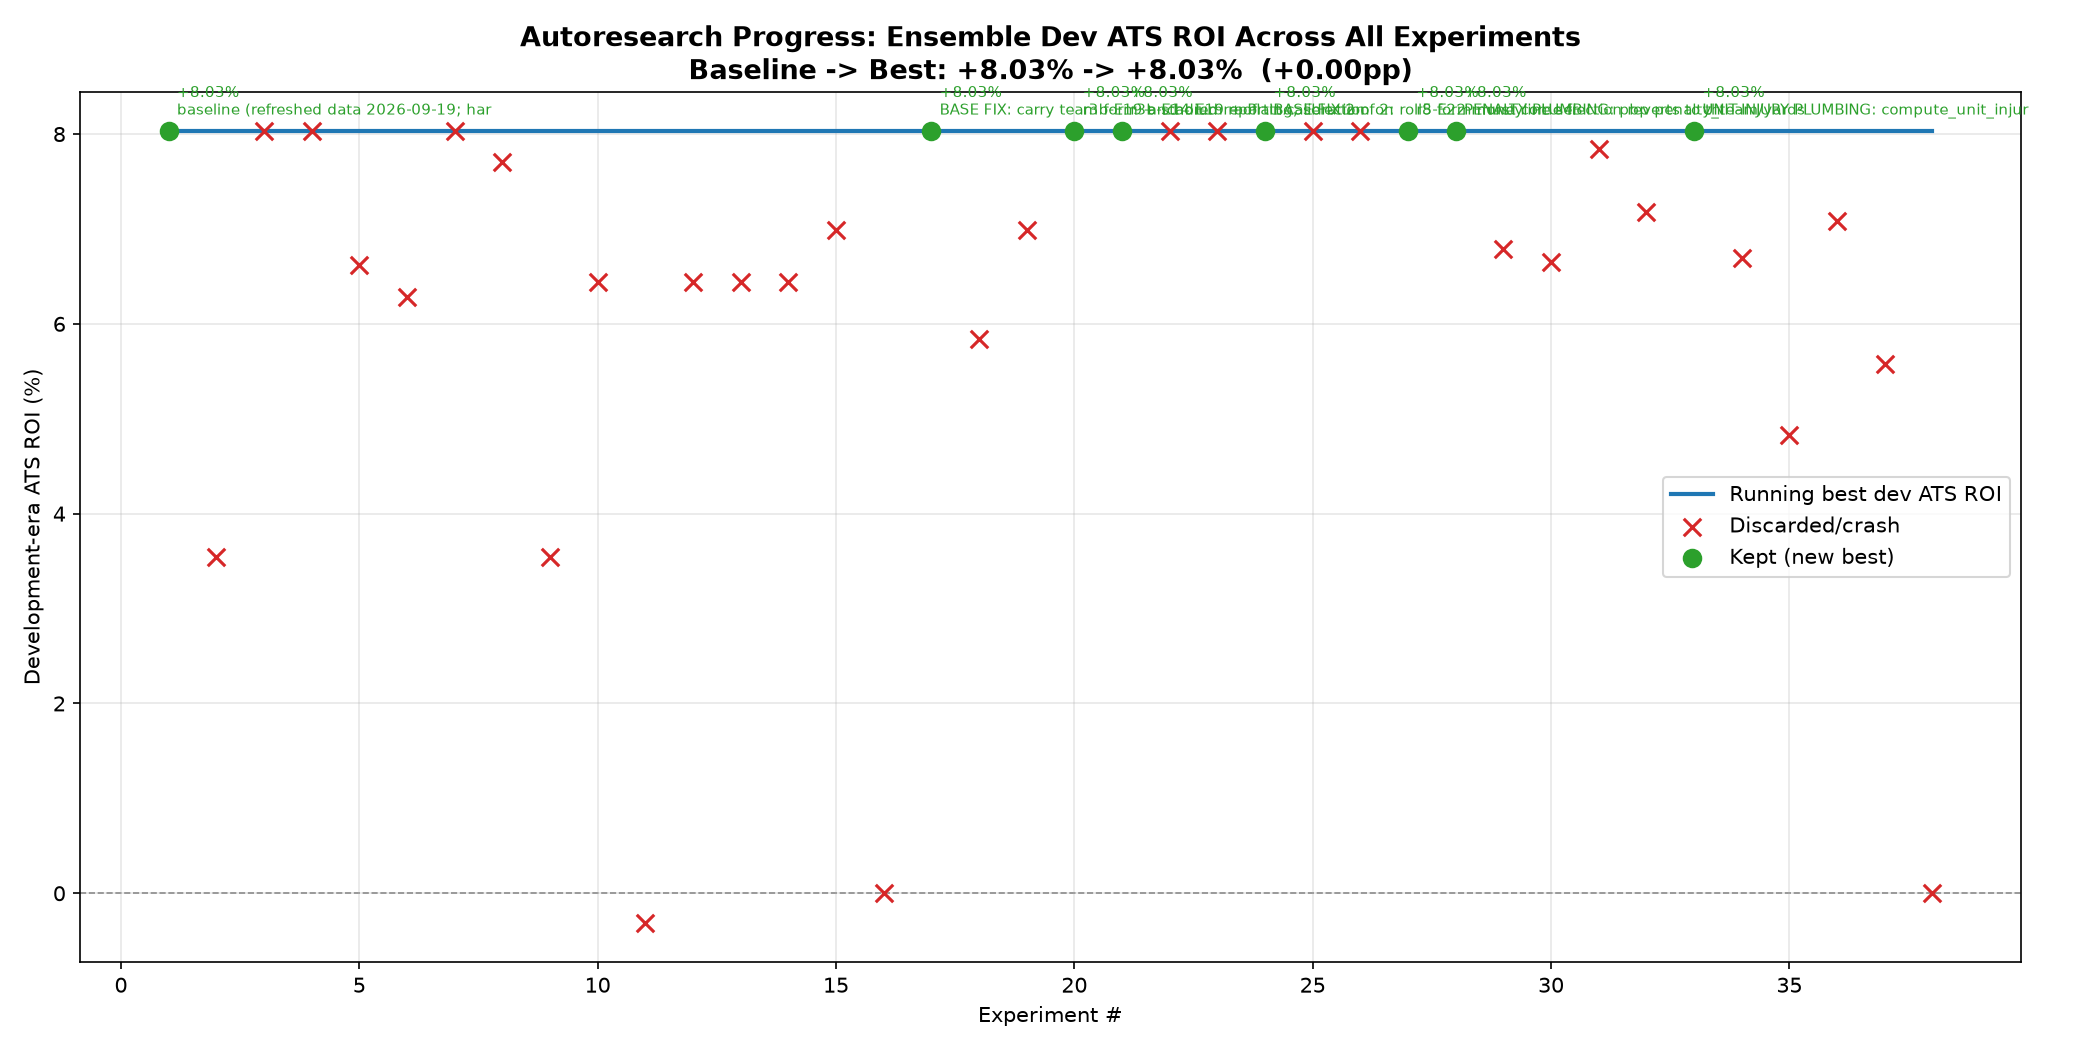 Autoresearch Progress: Ensemble Dev ATS ROI Across All Experiments
Baseline -> Best: +8.03% -> +8.03%  (+0.00pp)
+8.03%
+8.03%
+8.03%
+8.03%
+8.03%
+8.03%
+8.03%
+8.03%
baseline (refreshed data 2026-09-19; har
BASE FIX: carry team
UNIT-INJURY PLUMBING: compute_unit_injur
Development-era ATS ROI (%)
8
6
4
2
0
Running best dev ATS ROI
Discarded/crash
Kept (new best)
0 5 10 15 20 25 30 35
Experiment #